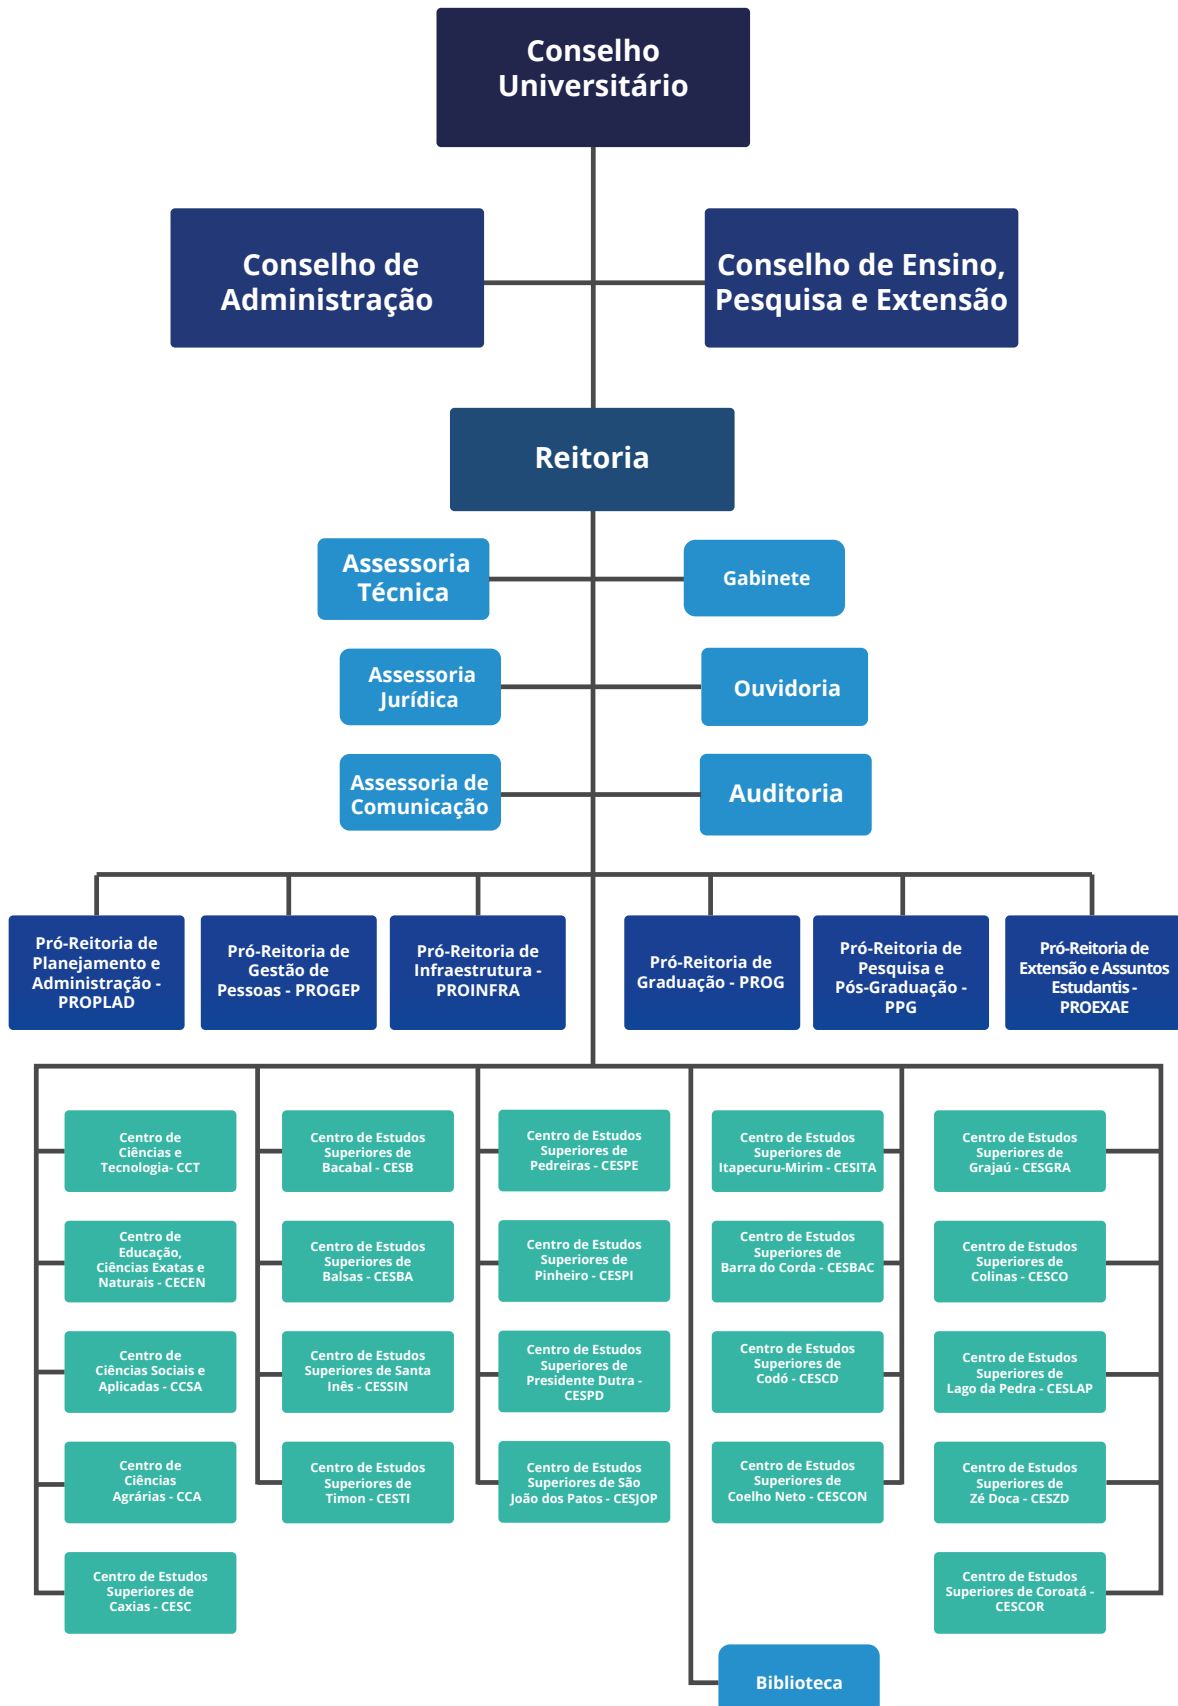 Conselho
Universitário
Conselho de
Administração
Conselho de Ensino,
Pesquisa e Extensão
Reitoria
Assessoria
Técnica
Gabinete
Assessoria
Jurídica
Ouvidoria
Assessoria de
Comunicação
Auditoria
Pró-Reitoria de
Planejamento e
Administração -
PROPLAD
Pró-Reitoria de
Gestão de
Pessoas - PROGEP
Pró-Reitoria de
Infraestrutura -
PROINFRA
Pró-Reitoria de
Graduação - PROG
Pró-Reitoria de
Pesquisa e
Pós-Graduação -
PPG
Pró-Reitoria de
Extensão e Assuntos
Estudantis -
PROEXAE
Centro de
Ciências e
Tecnologia- CCT
Centro de Estudos
Superiores de
Bacabal - CESB
Centro de Estudos
Superiores de
Pedreiras - CESPE
Centro de Estudos
Superiores de
Itapecuru-Mirim - CESITA
Centro de Estudos
Superiores de
Grajaú - CESGRA
Centro de
Educação,
Ciências Exatas e
Naturais - CECEN
Centro de Estudos
Superiores de
Balsas - CESBA
Centro de Estudos
Superiores de
Pinheiro - CESPI
Centro de Estudos
Superiores de
Barra do Corda - CESBAC
Centro de Estudos
Superiores de
Colinas - CESCO
Centro de
Ciências Sociais e
Aplicadas - CCSA
Centro de Estudos
Superiores de Santa
Inês - CESSIN
Centro de Estudos
Superiores de
Presidente Dutra -
CESPD
Centro de Estudos
Superiores de
Codó - CESCD
Centro de Estudos
Superiores de
Lago da Pedra - CESLAP
Centro de
Ciências
Agrárias - CCA
Centro de Estudos
Superiores de
Timon - CESTI
Centro de Estudos
Superiores de São
João dos Patos - CESJOP
Centro de Estudos
Superiores de
Coelho Neto - CESCON
Centro de Estudos
Superiores de
Zé Doca - CESZD
Centro de Estudos
Superiores de
Caxias - CESC
Centro de Estudos
Superiores de Coroatá -
CESCOR
Biblioteca